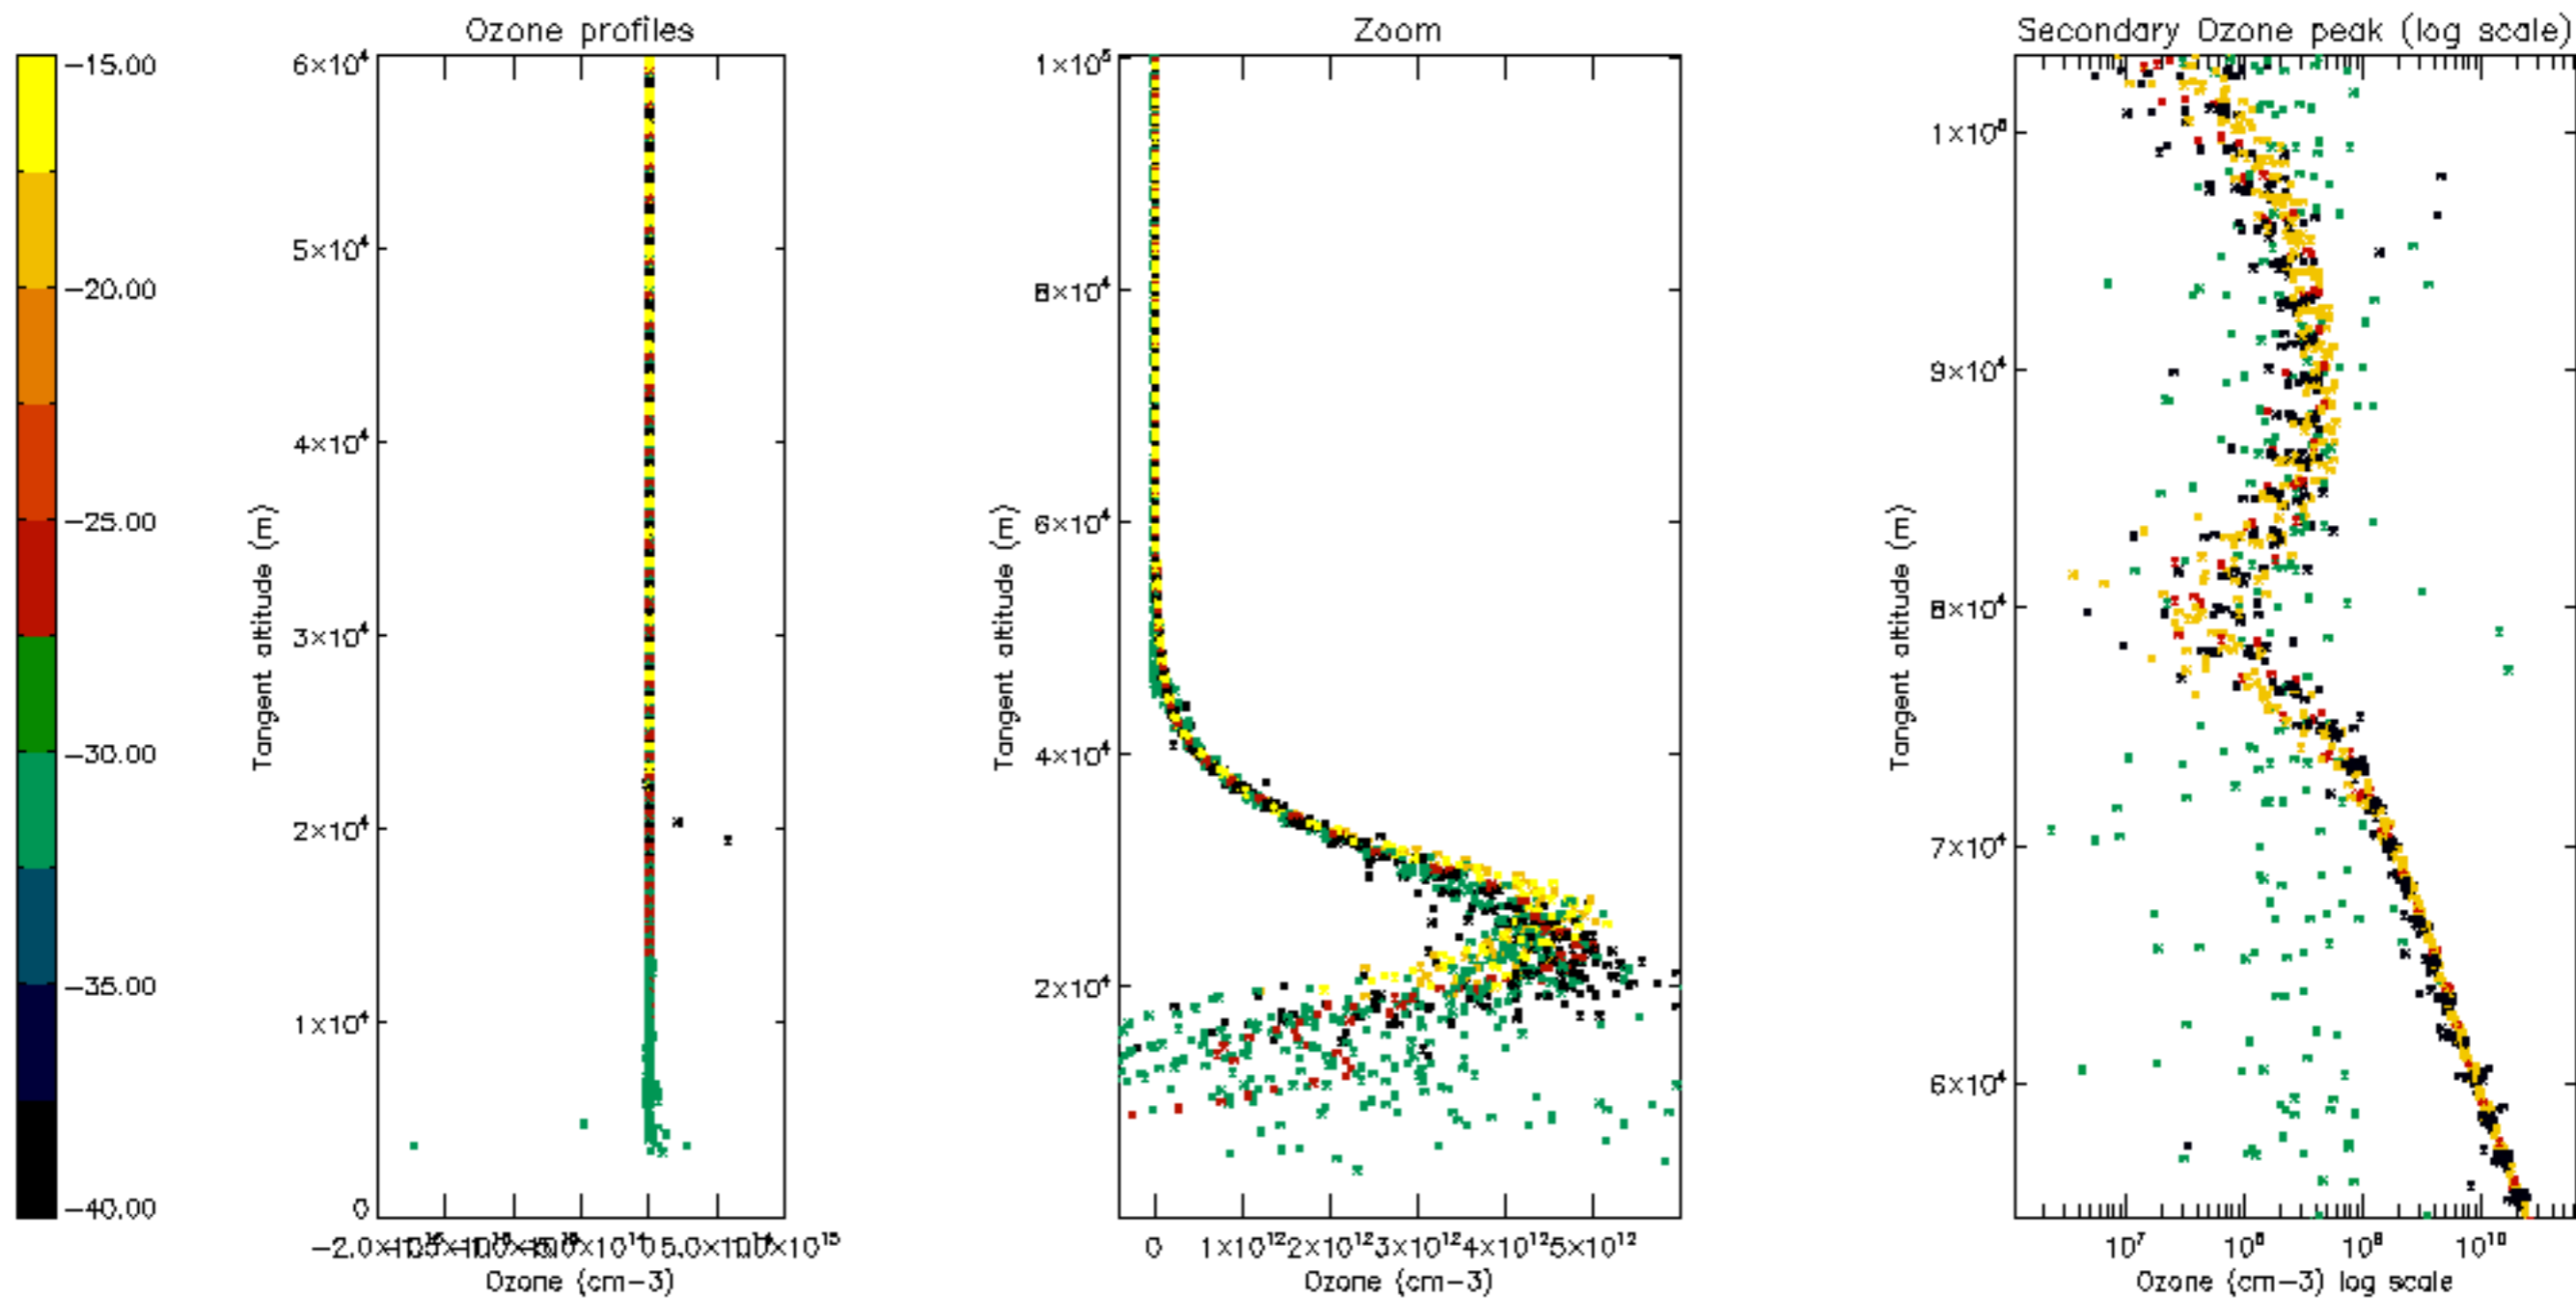 Ozone profiles
Zoom
Secondary Ozone peak (log scale)
-15.00
-20.00
-25.00
-30.00
-35.00
-40.00
6×10⁴
5×10⁴
4×10⁴
3×10⁴
2×10⁴
1×10⁴
0
Tangent altitude (m)
5.0×10¹⁴
Ozone (cm-3)
1×10⁵
8×10⁴
6×10⁴
4×10⁴
2×10⁴
Tangent altitude (m)
0 1×10¹² 2×10¹² 3×10¹² 4×10¹² 5×10¹²
Ozone (cm-3)
1×10⁵
9×10⁴
8×10⁴
7×10⁴
6×10⁴
Tangent altitude (m)
10⁷ 10⁸ 10⁹ 10¹⁰
Ozone (cm-3) log scale